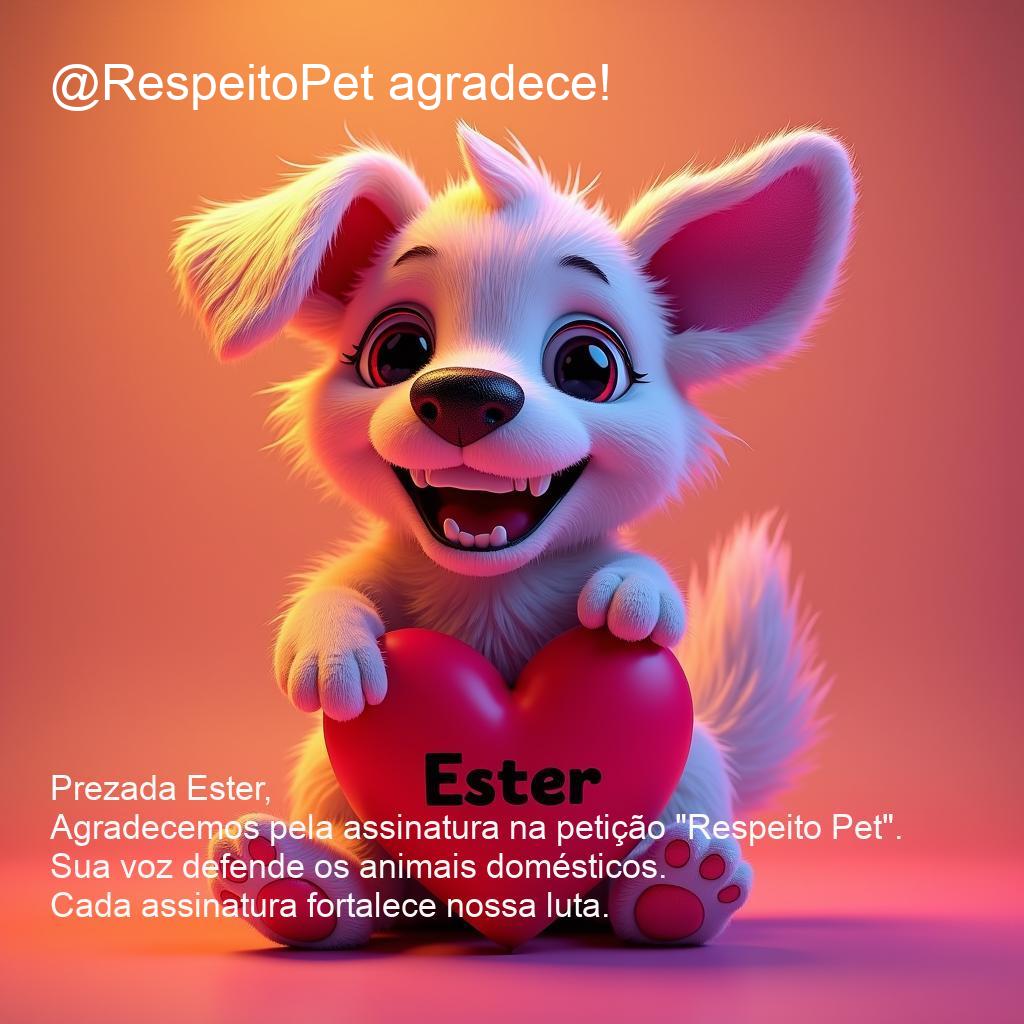 @RespeitoPet agradece!
Ester
Prezada Ester,
Agradecemos pela assinatura na petição "Respeito Pet".
Sua voz defende os animais domésticos.
Cada assinatura fortalece nossa luta.